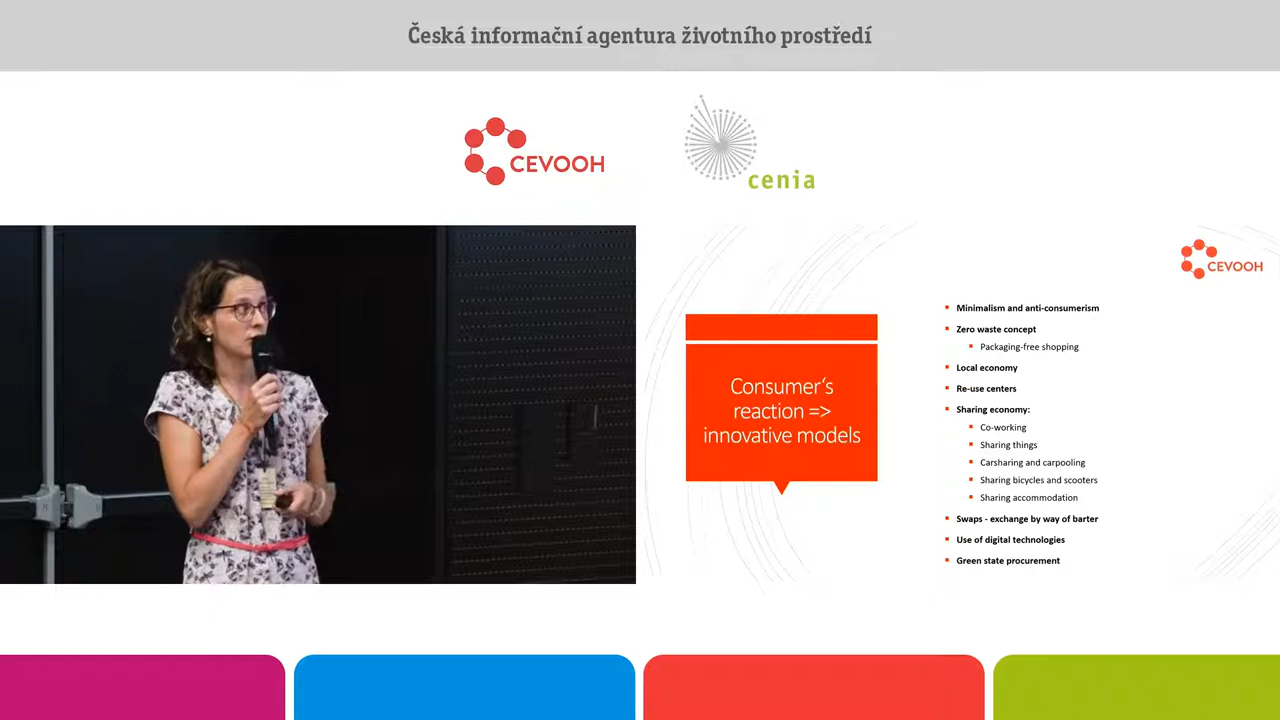 Česká informační agentura životního prostředí
CEVOOH
cenia
CEVOOH
Consumer‘s
reaction =>
innovative models
Minimalism and anti-consumerism
Zero waste concept
Packaging-free shopping
Local economy
Re-use centers
Sharing economy:
Co-working
Sharing things
Carsharing and carpooling
Sharing bicycles and scooters
Sharing accommodation
Swaps - exchange by way of barter
Use of digital technologies
Green state procurement